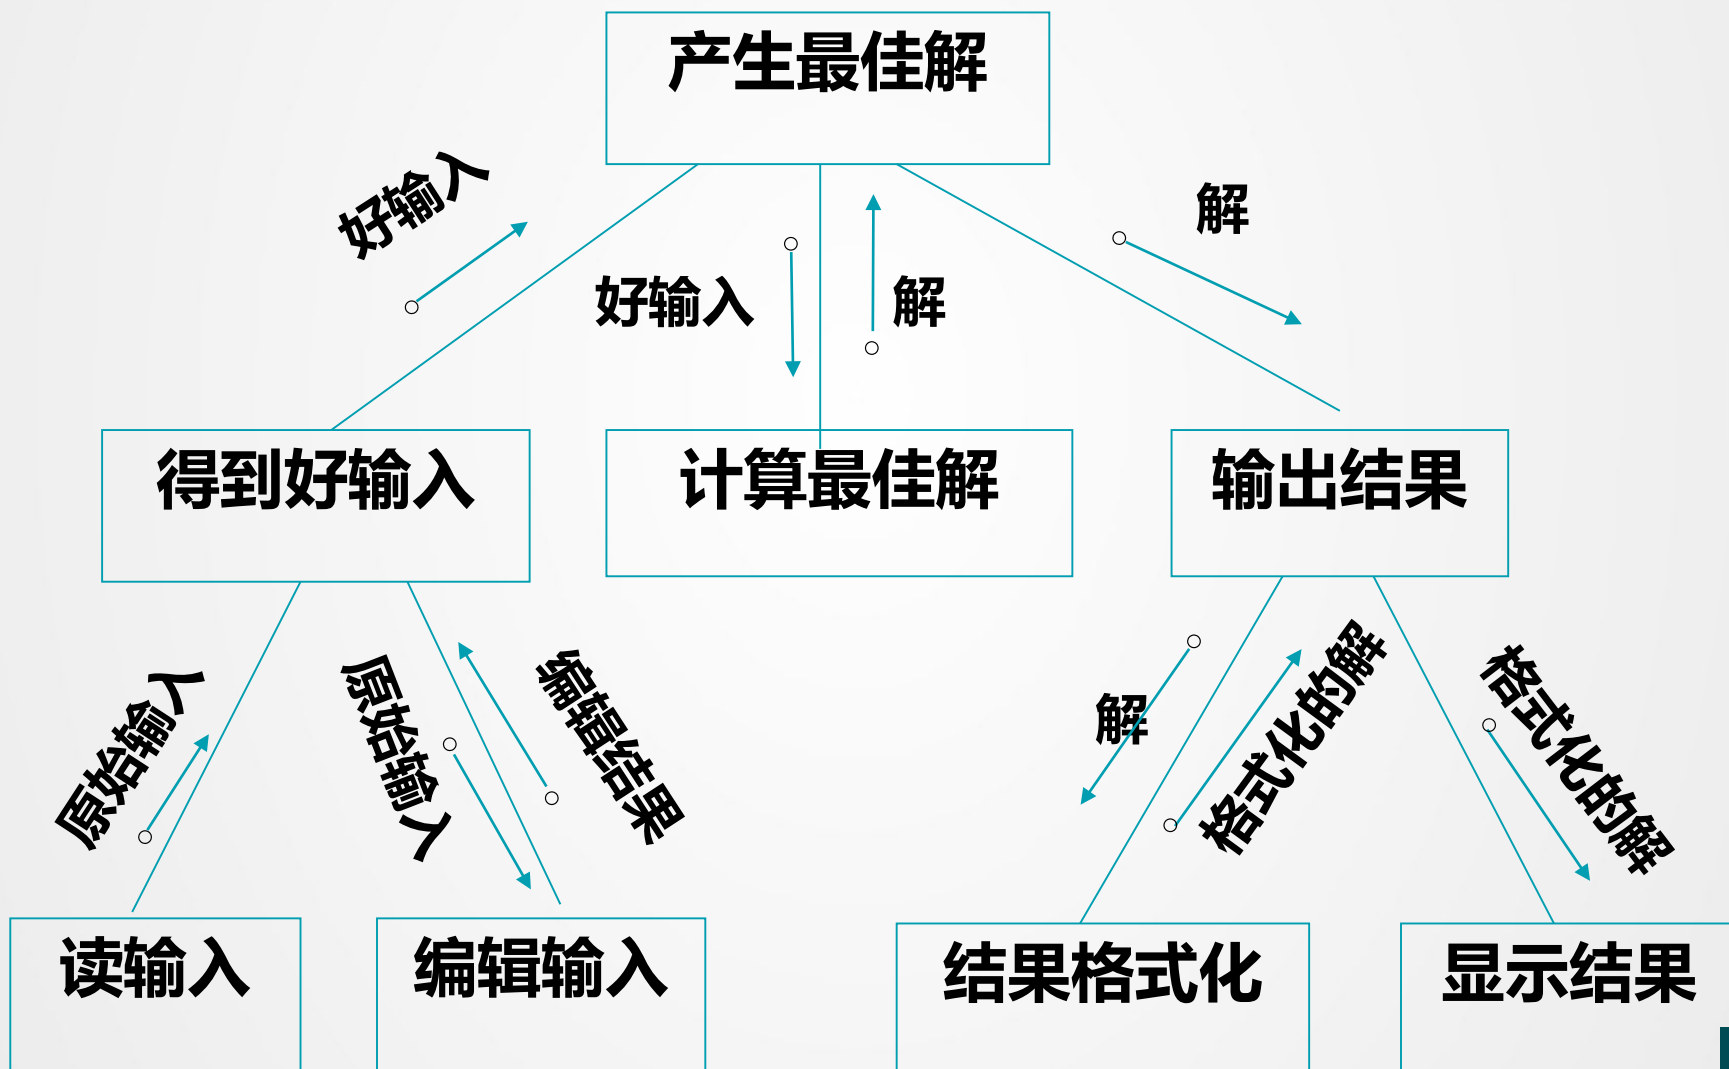 产生最佳解
好输入
解
好输入
解
得到好输入
计算最佳解
输出结果
原始输入
原始输入
编辑结果
解
格式化的解
格式化的解
读输入
编辑输入
结果格式化
显示结果